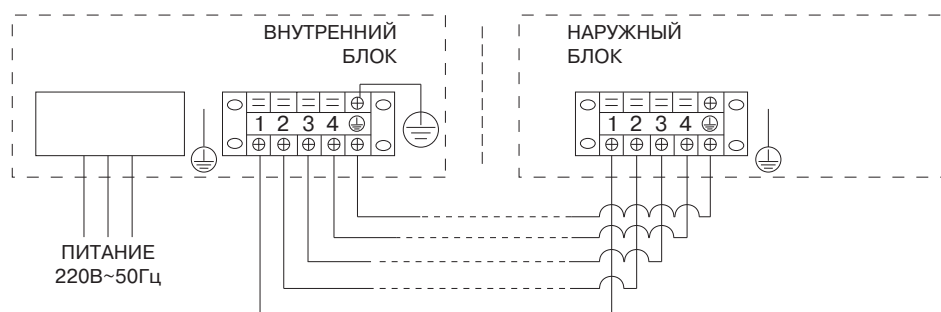 ВНУТРЕННИЙ
БЛОК
НАРУЖНЫЙ
БЛОК
1 2 3 4
1 2 3 4
ПИТАНИЕ
220В~50Гц